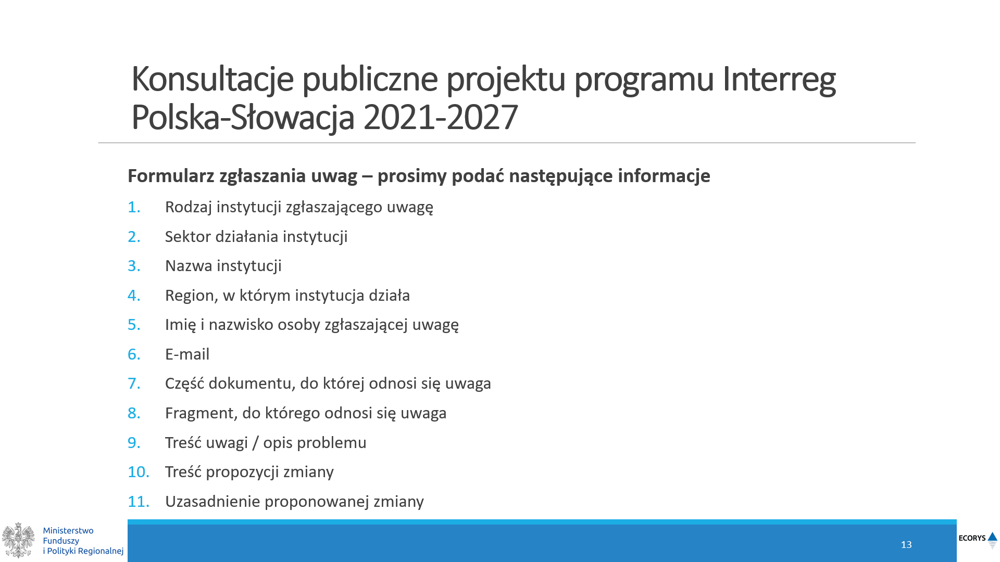 Konsultacje publiczne projektu programu Interreg
Polska-Słowacja 2021-2027
Formularz zgłaszania uwag – prosimy podać następujące informacje
1. Rodzaj instytucji zgłaszającego uwagę
2. Sektor działania instytucji
3. Nazwa instytucji
4. Region, w którym instytucja działa
5. Imię i nazwisko osoby zgłaszającej uwagę
6. E-mail
7. Część dokumentu, do której odnosi się uwaga
8. Fragment, do którego odnosi się uwaga
9. Treść uwagi / opis problemu
10. Treść propozycji zmiany
11. Uzasadnienie proponowanej zmiany
Ministerstwo
Funduszy
i Polityki Regionalnej
13
ECORYS